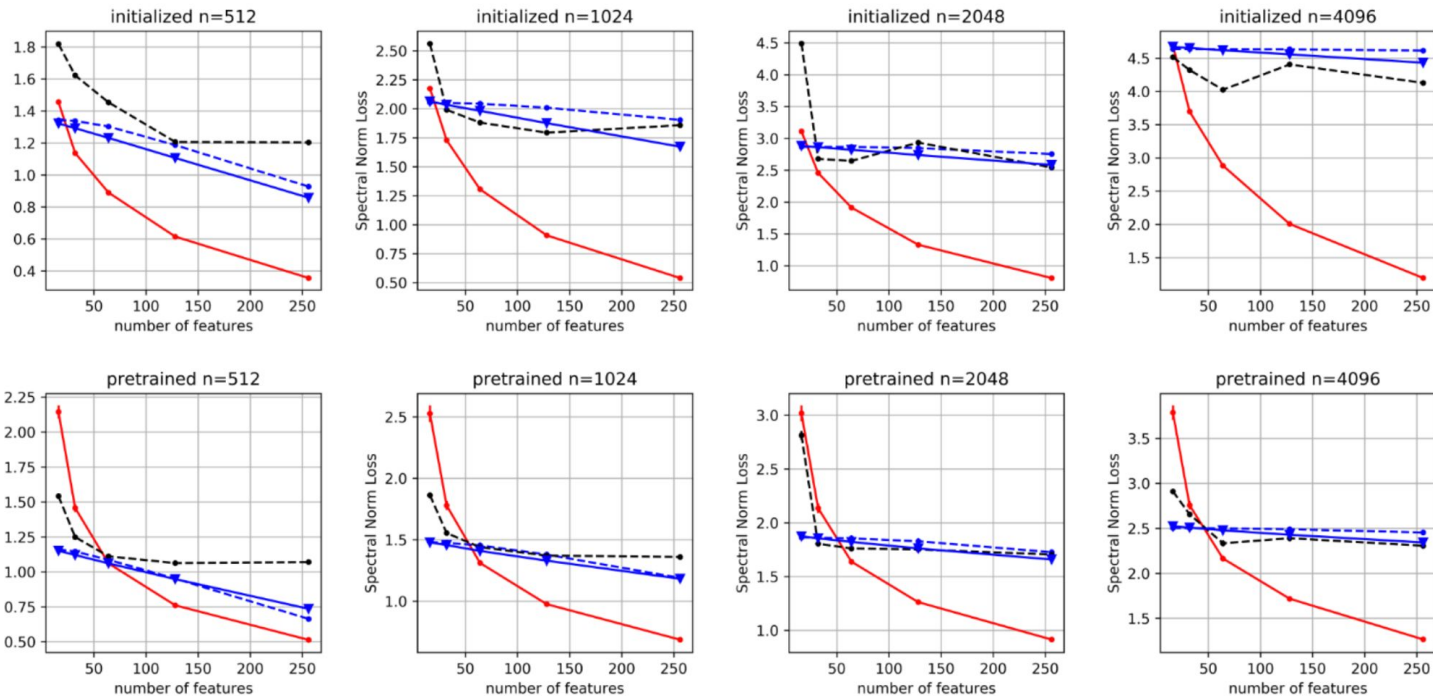 initialized n=512
1.8
1.6
1.4
1.2
1.0
0.8
0.6
0.4
50 100 150 200 250
number of features
initialized n=1024
Spectral Norm Loss
2.50
2.25
2.00
1.75
1.50
1.25
1.00
0.75
0.50
50 100 150 200 250
number of features
initialized n=2048
Spectral Norm Loss
4.5
4.0
3.5
3.0
2.5
2.0
1.5
1.0
50 100 150 200 250
number of features
initialized n=4096
Spectral Norm Loss
4.5
4.0
3.5
3.0
2.5
2.0
1.5
50 100 150 200 250
number of features
pretrained n=512
2.25
2.00
1.75
1.50
1.25
1.00
0.75
0.50
50 100 150 200 250
number of features
pretrained n=1024
Spectral Norm Loss
2.5
2.0
1.5
1.0
50 100 150 200 250
number of features
pretrained n=2048
Spectral Norm Loss
3.0
2.5
2.0
1.5
1.0
50 100 150 200 250
number of features
pretrained n=4096
Spectral Norm Loss
3.5
3.0
2.5
2.0
1.5
50 100 150 200 250
number of features